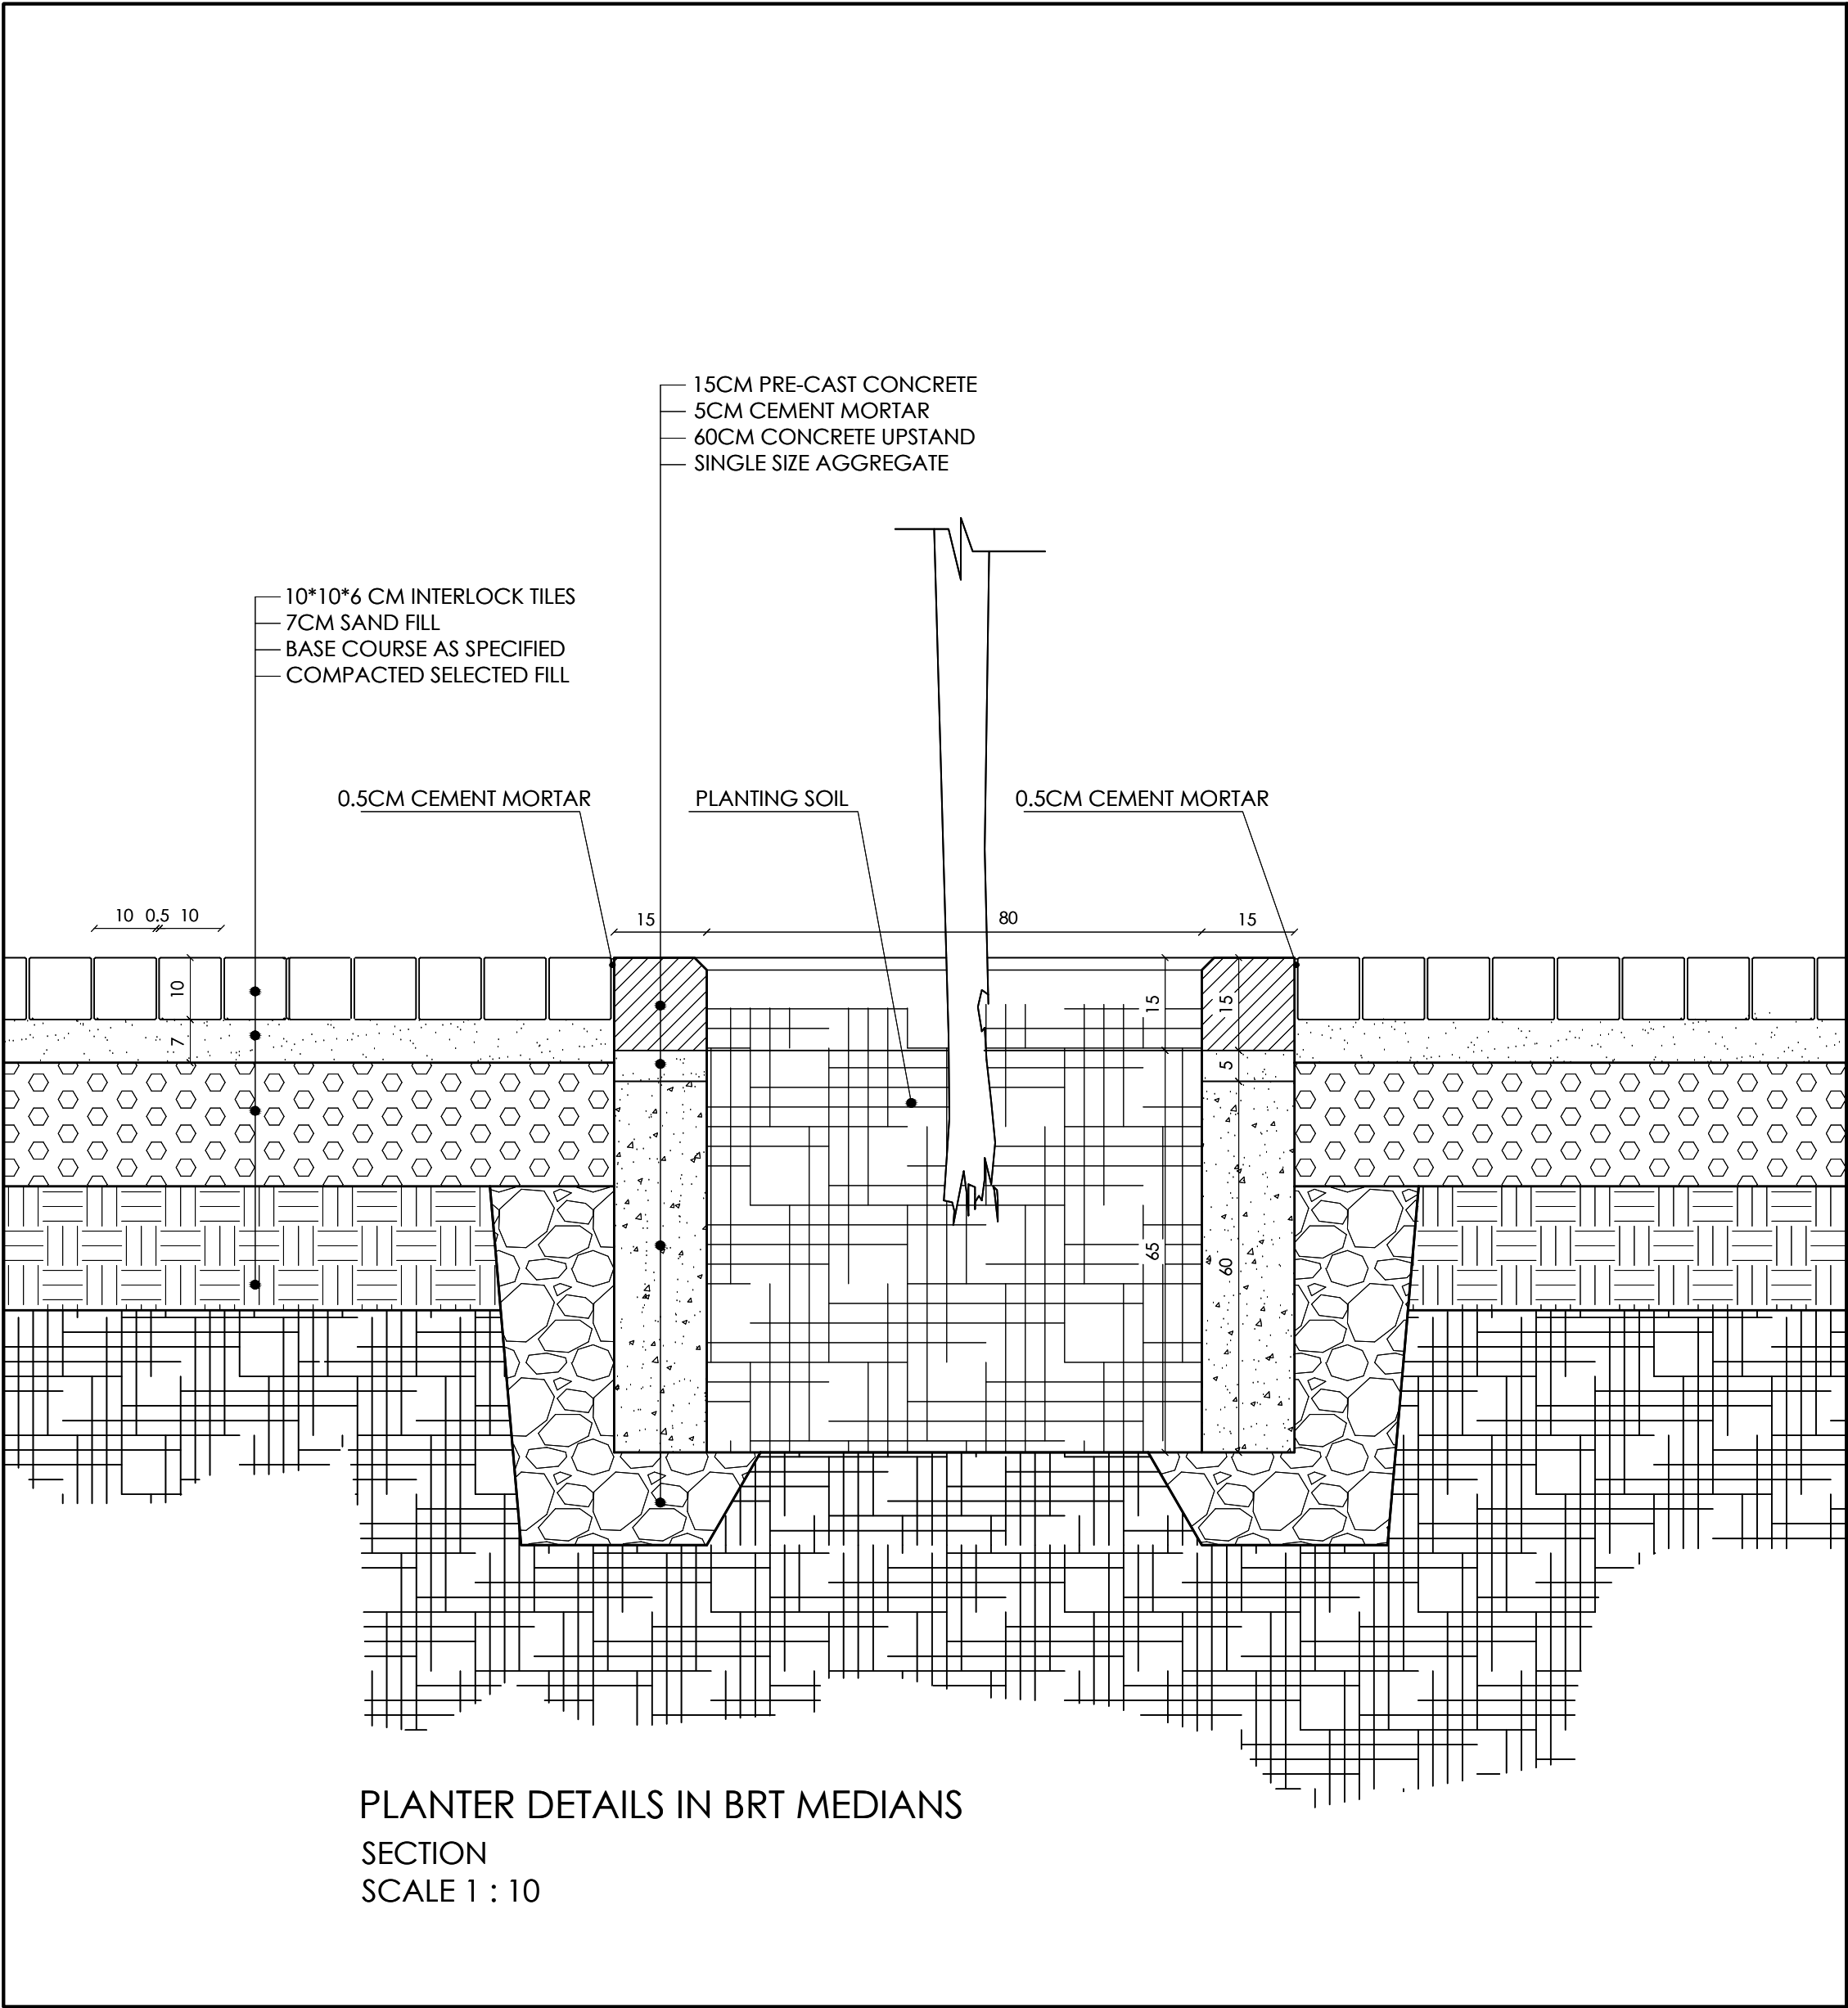 15CM PRE-CAST CONCRETE
5CM CEMENT MORTAR
60CM CONCRETE UPSTAND
SINGLE SIZE AGGREGATE
10*10*6 CM INTERLOCK TILES
7CM SAND FILL
BASE COURSE AS SPECIFIED
COMPACTED SELECTED FILL
0.5CM CEMENT MORTAR
PLANTING SOIL
0.5CM CEMENT MORTAR
10 0.5 10
15
80
15
10
7
15
15
5
65
60
PLANTER DETAILS IN BRT MEDIANS
SECTION
SCALE 1 : 10